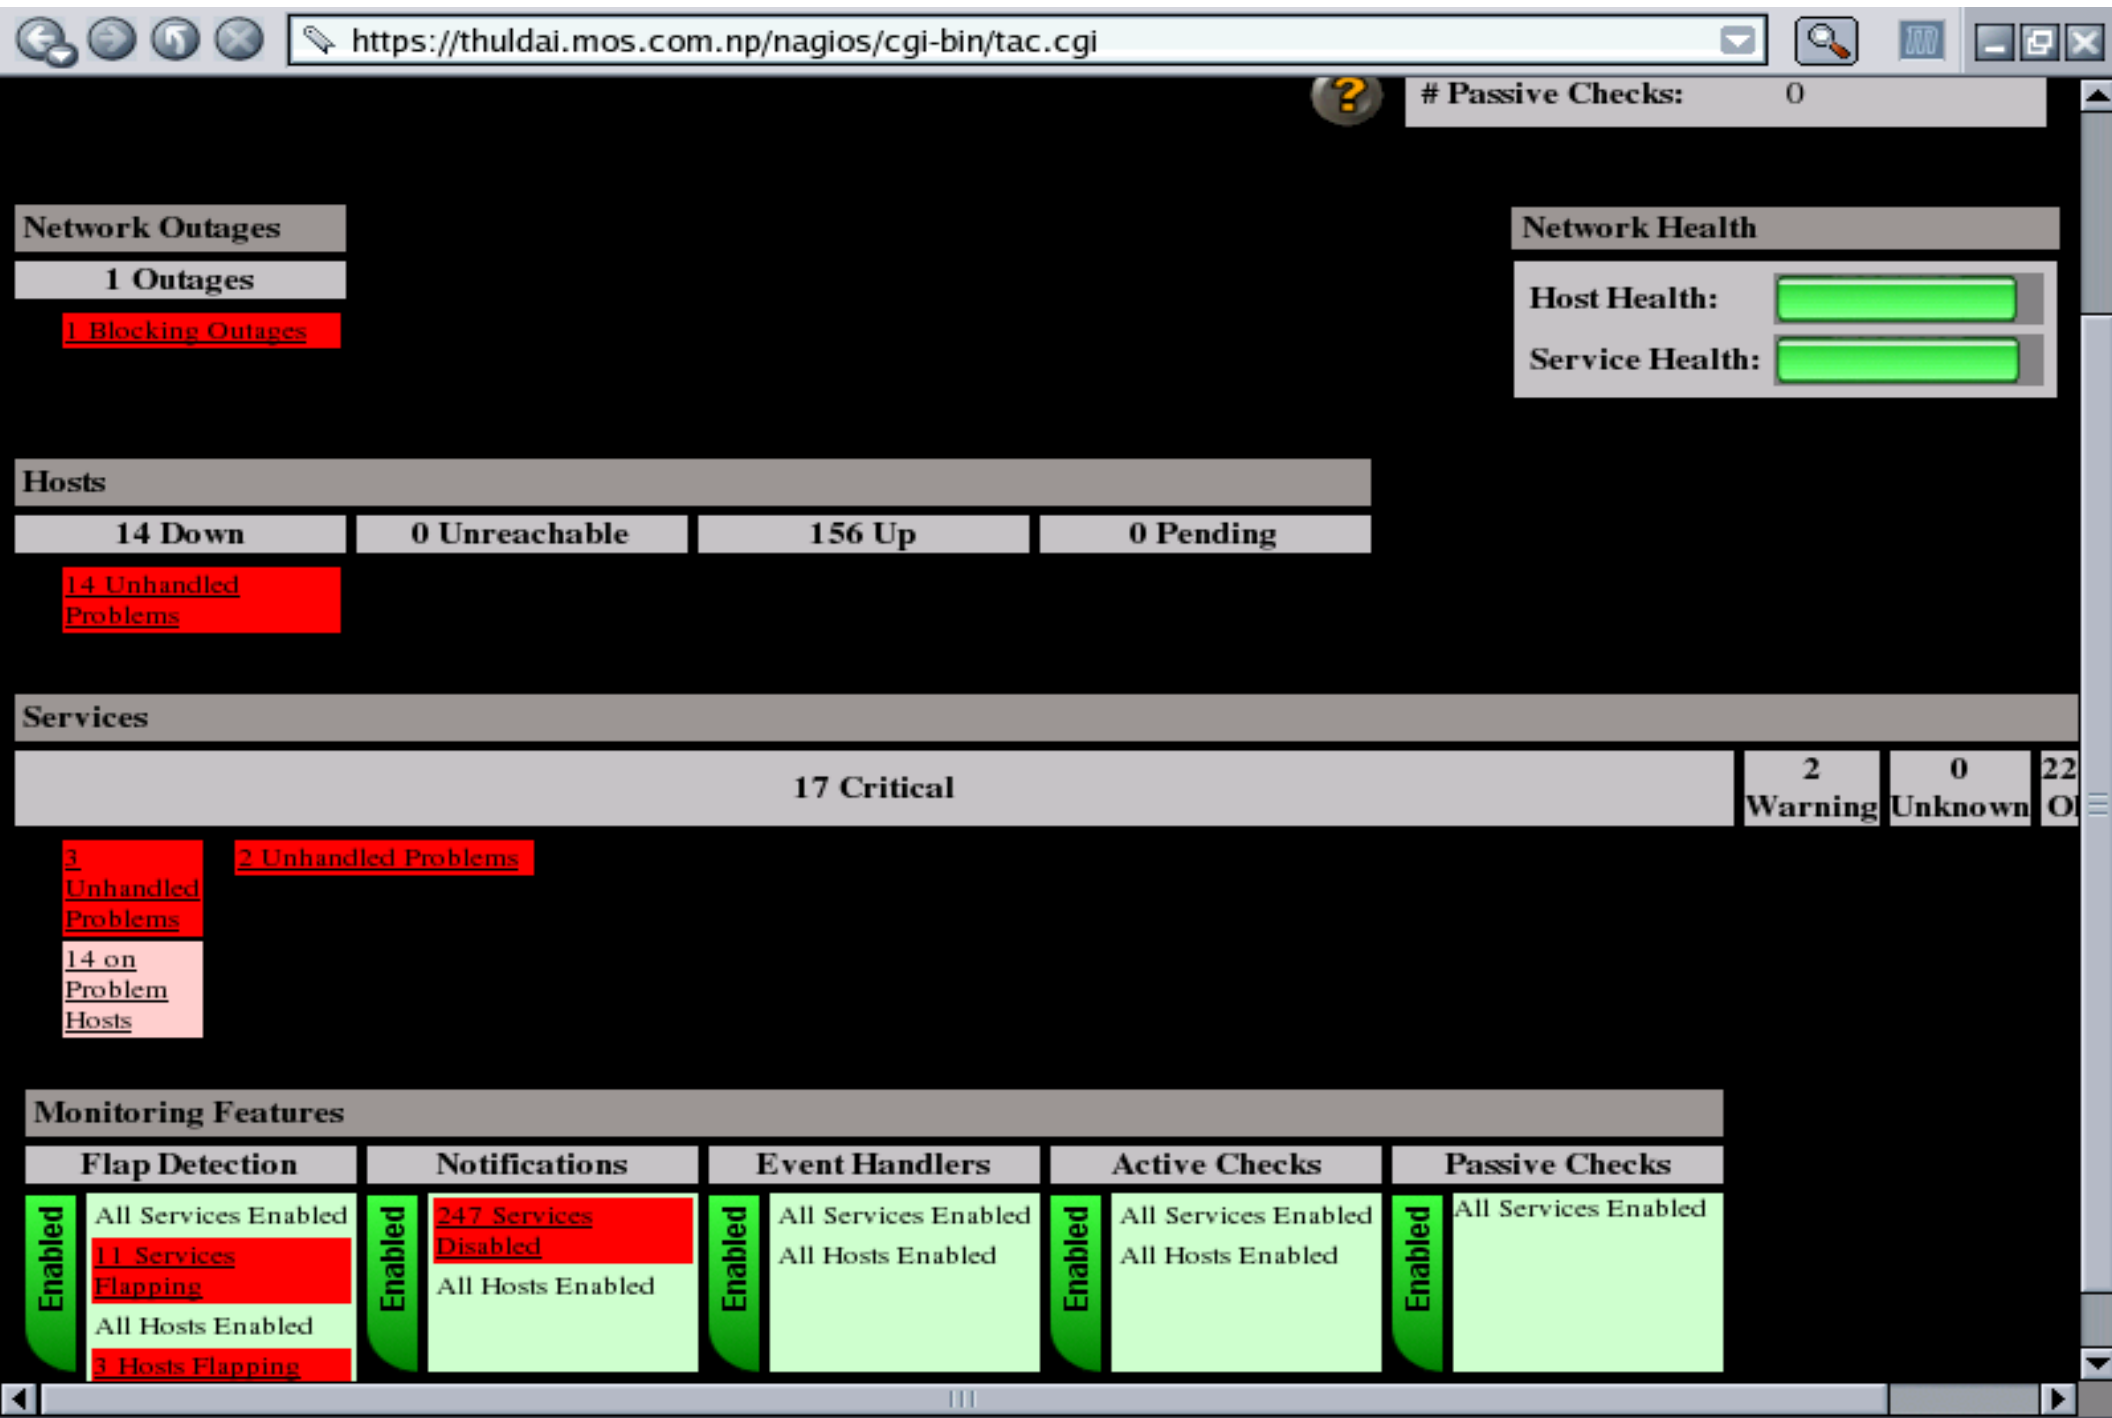 https://thuldai.mos.com.np/nagios/cgi-bin/tac.cgi
# Passive Checks: 0
Network Outages
1 Outages
1 Blocking Outages
Network Health
Host Health:
Service Health:
Hosts
14 Down 0 Unreachable 156 Up 0 Pending
14 Unhandled
Problems
Services
17 Critical
2
Warning
0
Unknown
22
3
Unhandled
Problems
2 Unhandled Problems
14 on
Problem
Hosts
Monitoring Features
Flap Detection
Enabled
All Services Enabled
11 Services
Flapping
All Hosts Enabled
3 Hosts Flapping
Notifications
Enabled
247 Services
Disabled
All Hosts Enabled
Event Handlers
Enabled
All Services Enabled
All Hosts Enabled
Active Checks
Enabled
All Services Enabled
All Hosts Enabled
Passive Checks
Enabled
All Services Enabled